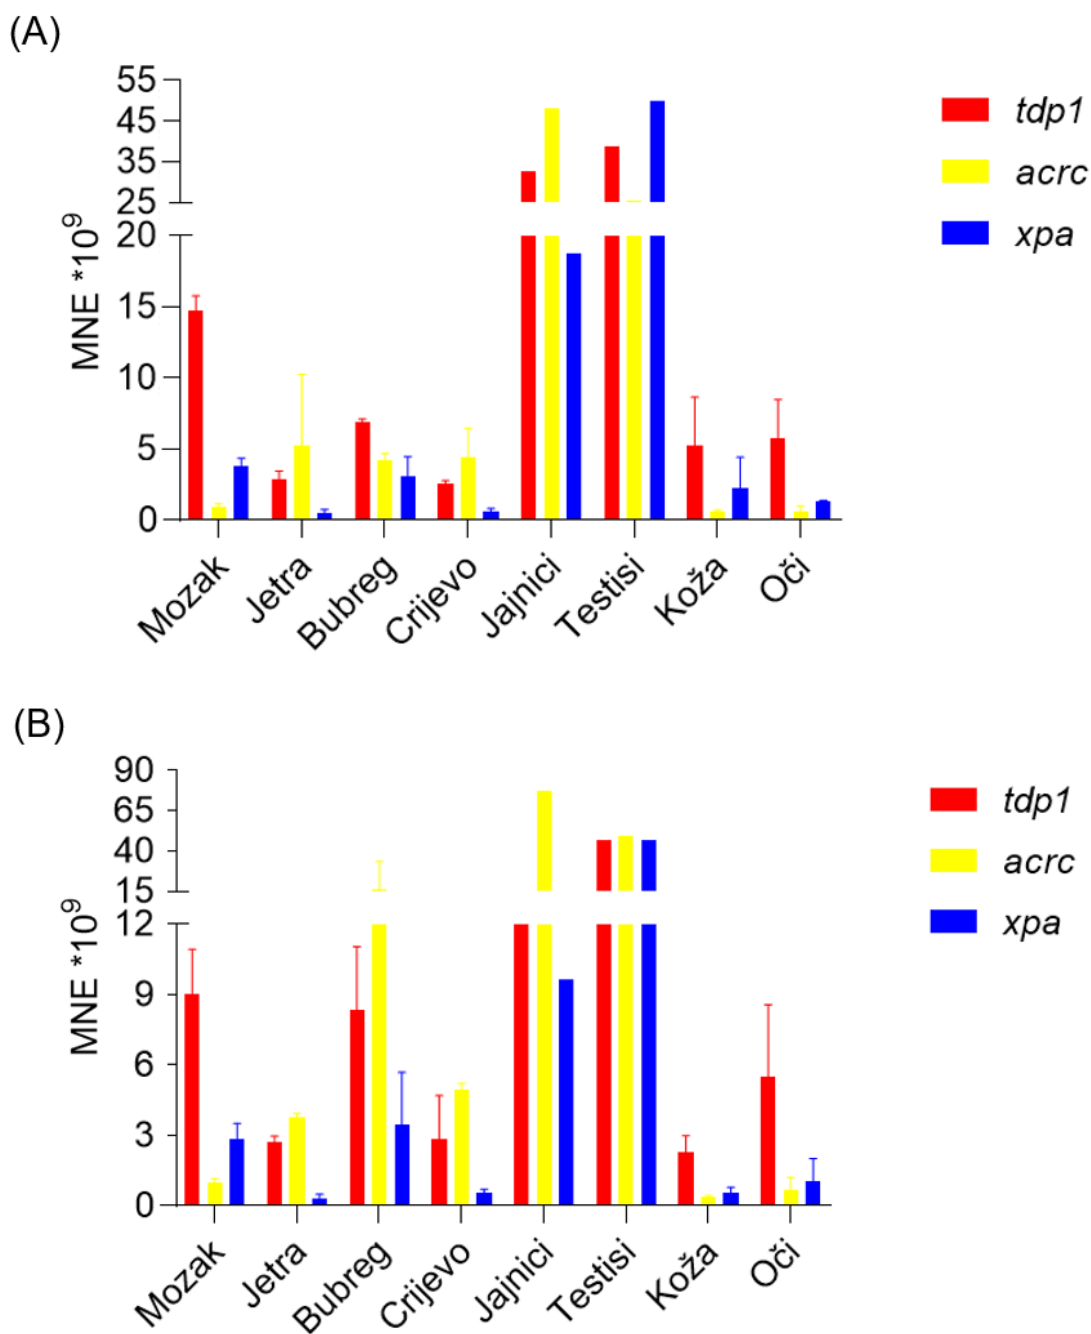 (A)
55
45
35
25
20
15
10
5
0
MNE *10⁹
Mozak
Jetra
Bubreg
Crijevo
Jajnici
Testisi
Koža
Oči
tdp1
acrc
xpa
(B)
90
65
40
15
12
9
6
3
0
MNE *10⁹
Mozak
Jetra
Bubreg
Crijevo
Jajnici
Testisi
Koža
Oči
tdp1
acrc
xpa